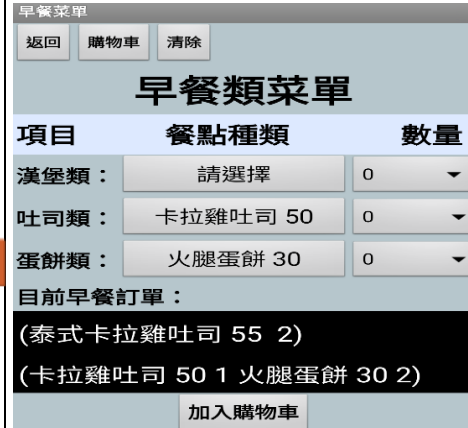 早餐菜單
返回 購物車 清除
早餐類菜單
項目 餐點種類 數量
漢堡類： 請選擇 0
吐司類： 卡拉雞吐司 50 0
蛋餅類： 火腿蛋餅 30 0
目前早餐訂單：
(泰式卡拉雞吐司 55 2)
(卡拉雞吐司 50 1 火腿蛋餅 30 2)
加入購物車